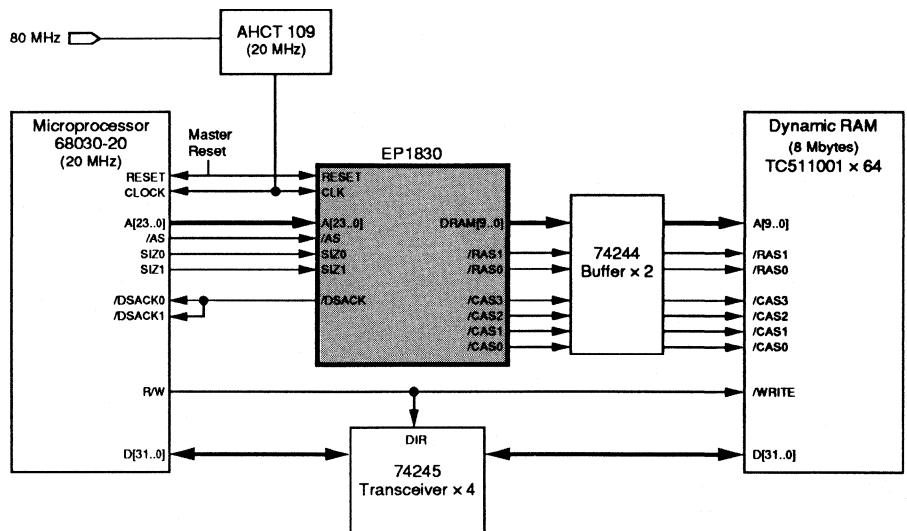 80 MHz
AHCT 109
(20 MHz)
Microprocessor
68030-20
(20 MHz)
Master
Reset
EP1830
Dynamic RAM
(8 Mbytes)
TC511001 × 64
RESET
CLOCK
RESET
CLK
A[23..0]
/AS
SIZ0
SIZ1
A[23..0]
/AS
SIZ0
SIZ1
DRAM[9..0]
/RAS1
/RAS0
74244
Buffer × 2
A[9..0]
/RAS1
/RAS0
/DSACK0
/DSACK1
/DSACK
/CAS3
/CAS2
/CAS1
/CAS0
/CAS3
/CAS2
/CAS1
/CAS0
R/W
/WRITE
DIR
D[31..0]
74245
Transceiver × 4
D[31..0]